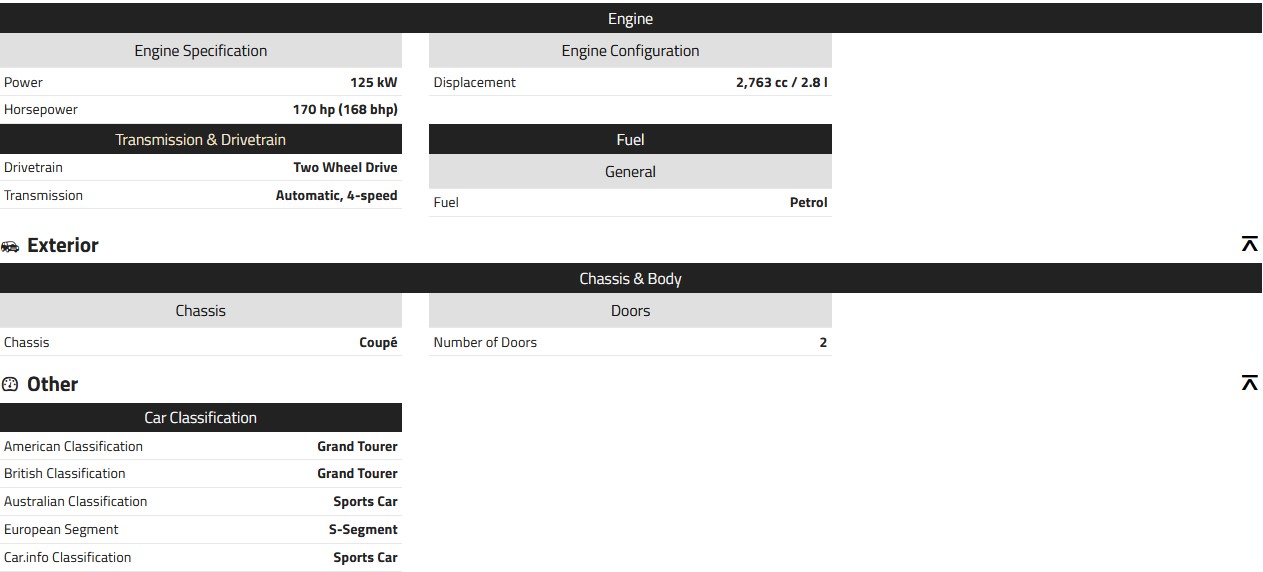 Engine
Engine Specification
Engine Configuration
Power 125 kW
Displacement 2,763 cc / 2.8 l
Horsepower 170 hp (168 bhp)
Transmission & Drivetrain
Fuel
Drivetrain Two Wheel Drive
General
Transmission Automatic, 4-speed
Fuel Petrol
Exterior
Chassis & Body
Chassis
Doors
Chassis Coupé
Number of Doors 2
Other
Car Classification
American Classification Grand Tourer
British Classification Grand Tourer
Australian Classification Sports Car
European Segment S-Segment
Car.info Classification Sports Car